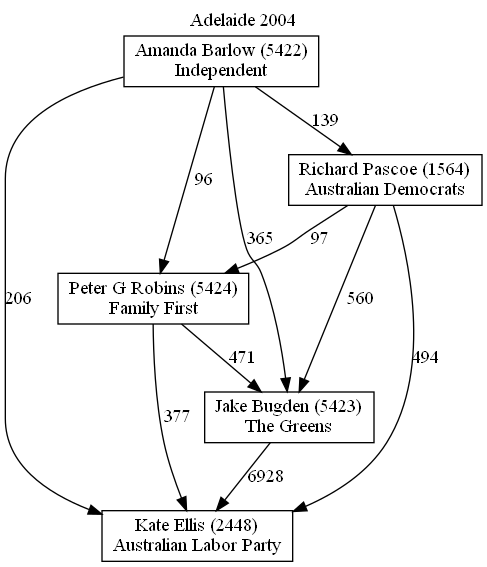 Adelaide 2004
Amanda Barlow (5422)
Independent
139
Richard Pascoe (1564)
Australian Democrats
96
365
97
Peter G Robins (5424)
Family First
206
560
471
494
Jake Bugden (5423)
The Greens
377
6928
Kate Ellis (2448)
Australian Labor Party